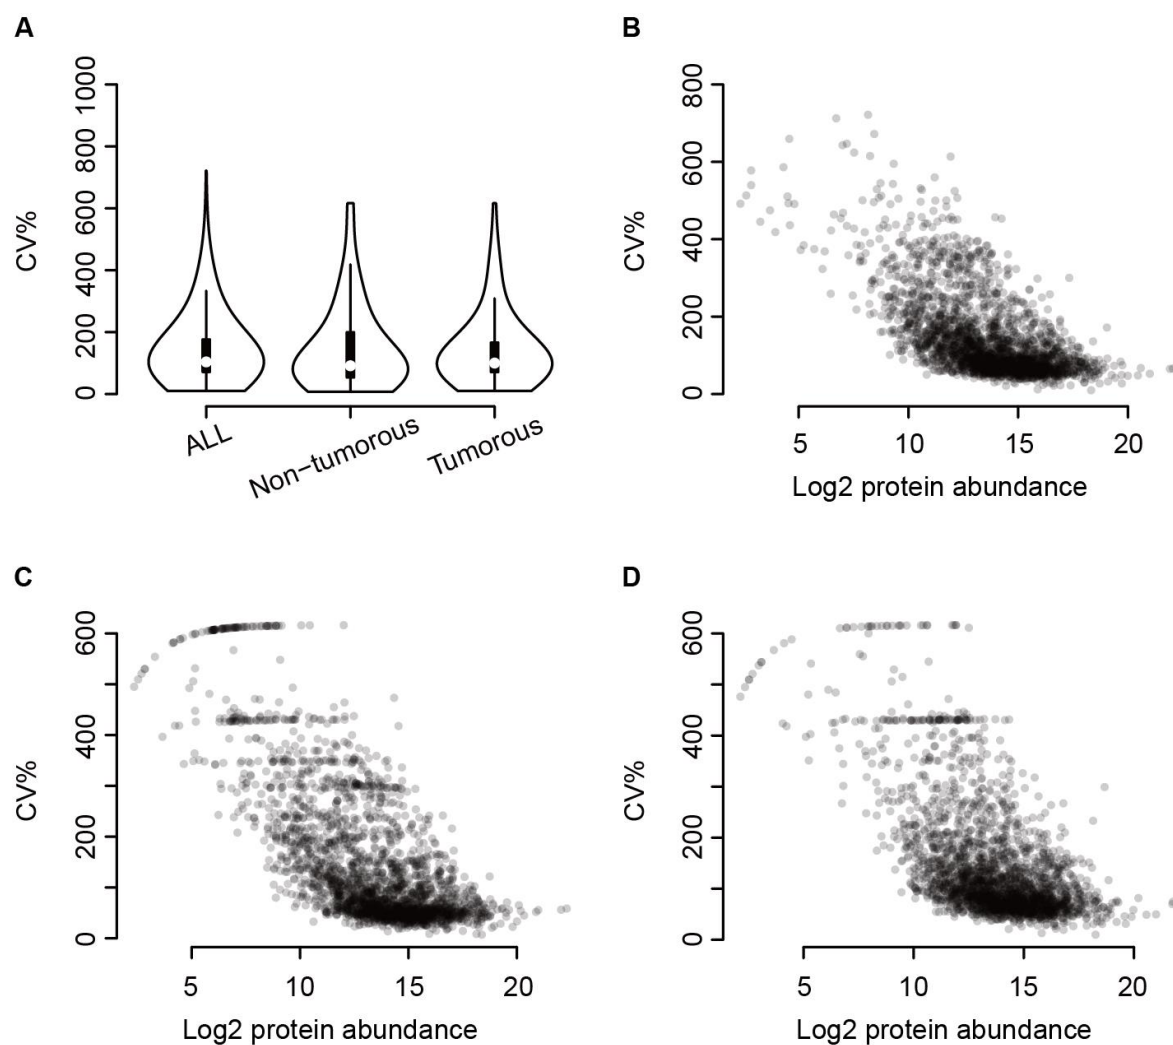 A
CV%
0 200 400 600 800 1000
ALL
Non−tumorous
Tumorous
B
CV%
0 200 400 600 800
5 10 15 20
Log2 protein abundance
C
CV%
0 200 400 600
5 10 15 20
Log2 protein abundance
D
CV%
0 200 400 600
5 10 15 20
Log2 protein abundance